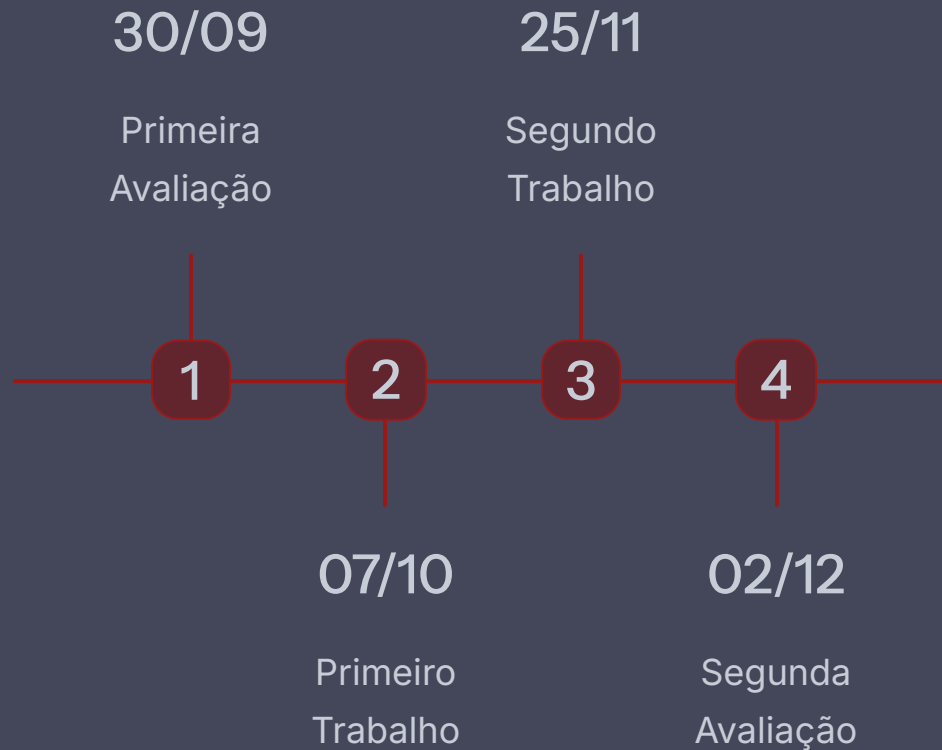 30/09
Primeira
Avaliação
25/11
Segundo
Trabalho
1
2
3
4
07/10
Primeiro
Trabalho
02/12
Segunda
Avaliação